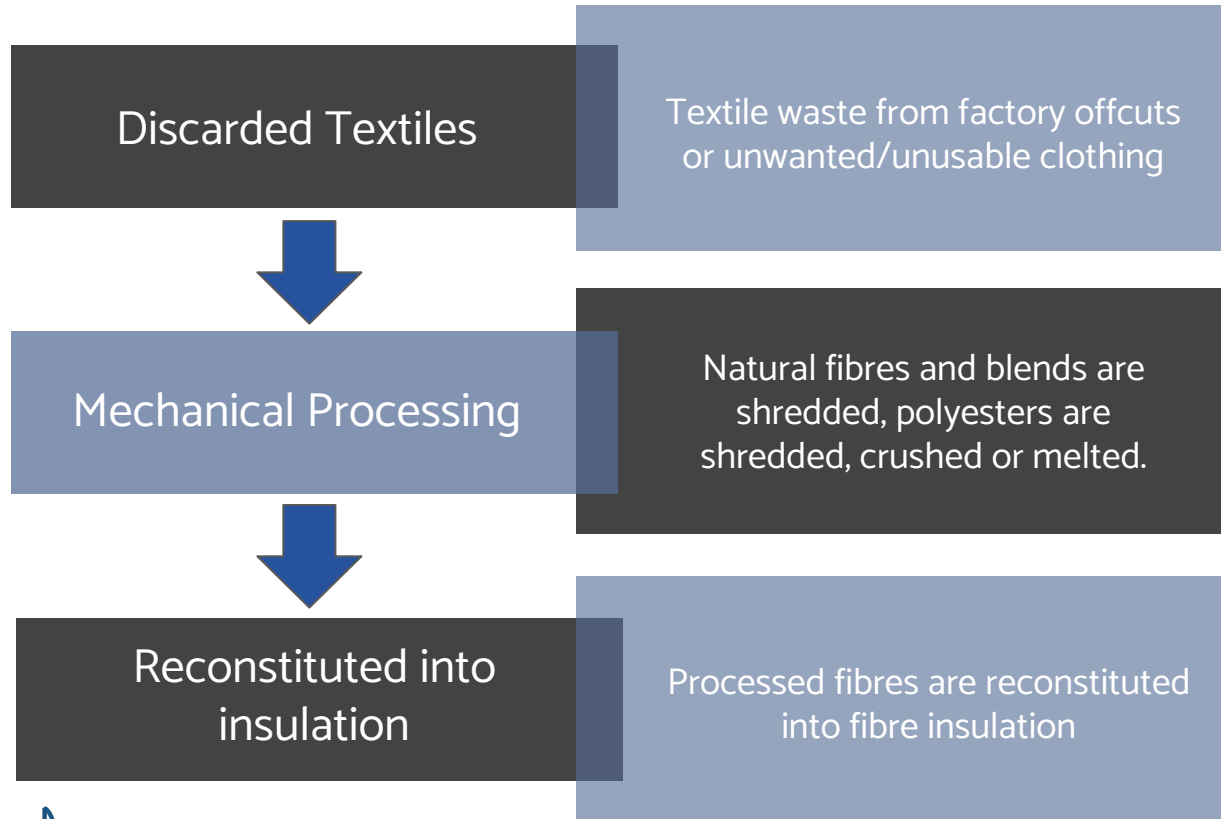 Discarded Textiles
Textile waste from factory offcuts
or unwanted/unusable clothing
Mechanical Processing
Natural fibres and blends are
shredded, polyesters are
shredded, crushed or melted.
Reconstituted into
insulation
Processed fibres are reconstituted
into fibre insulation